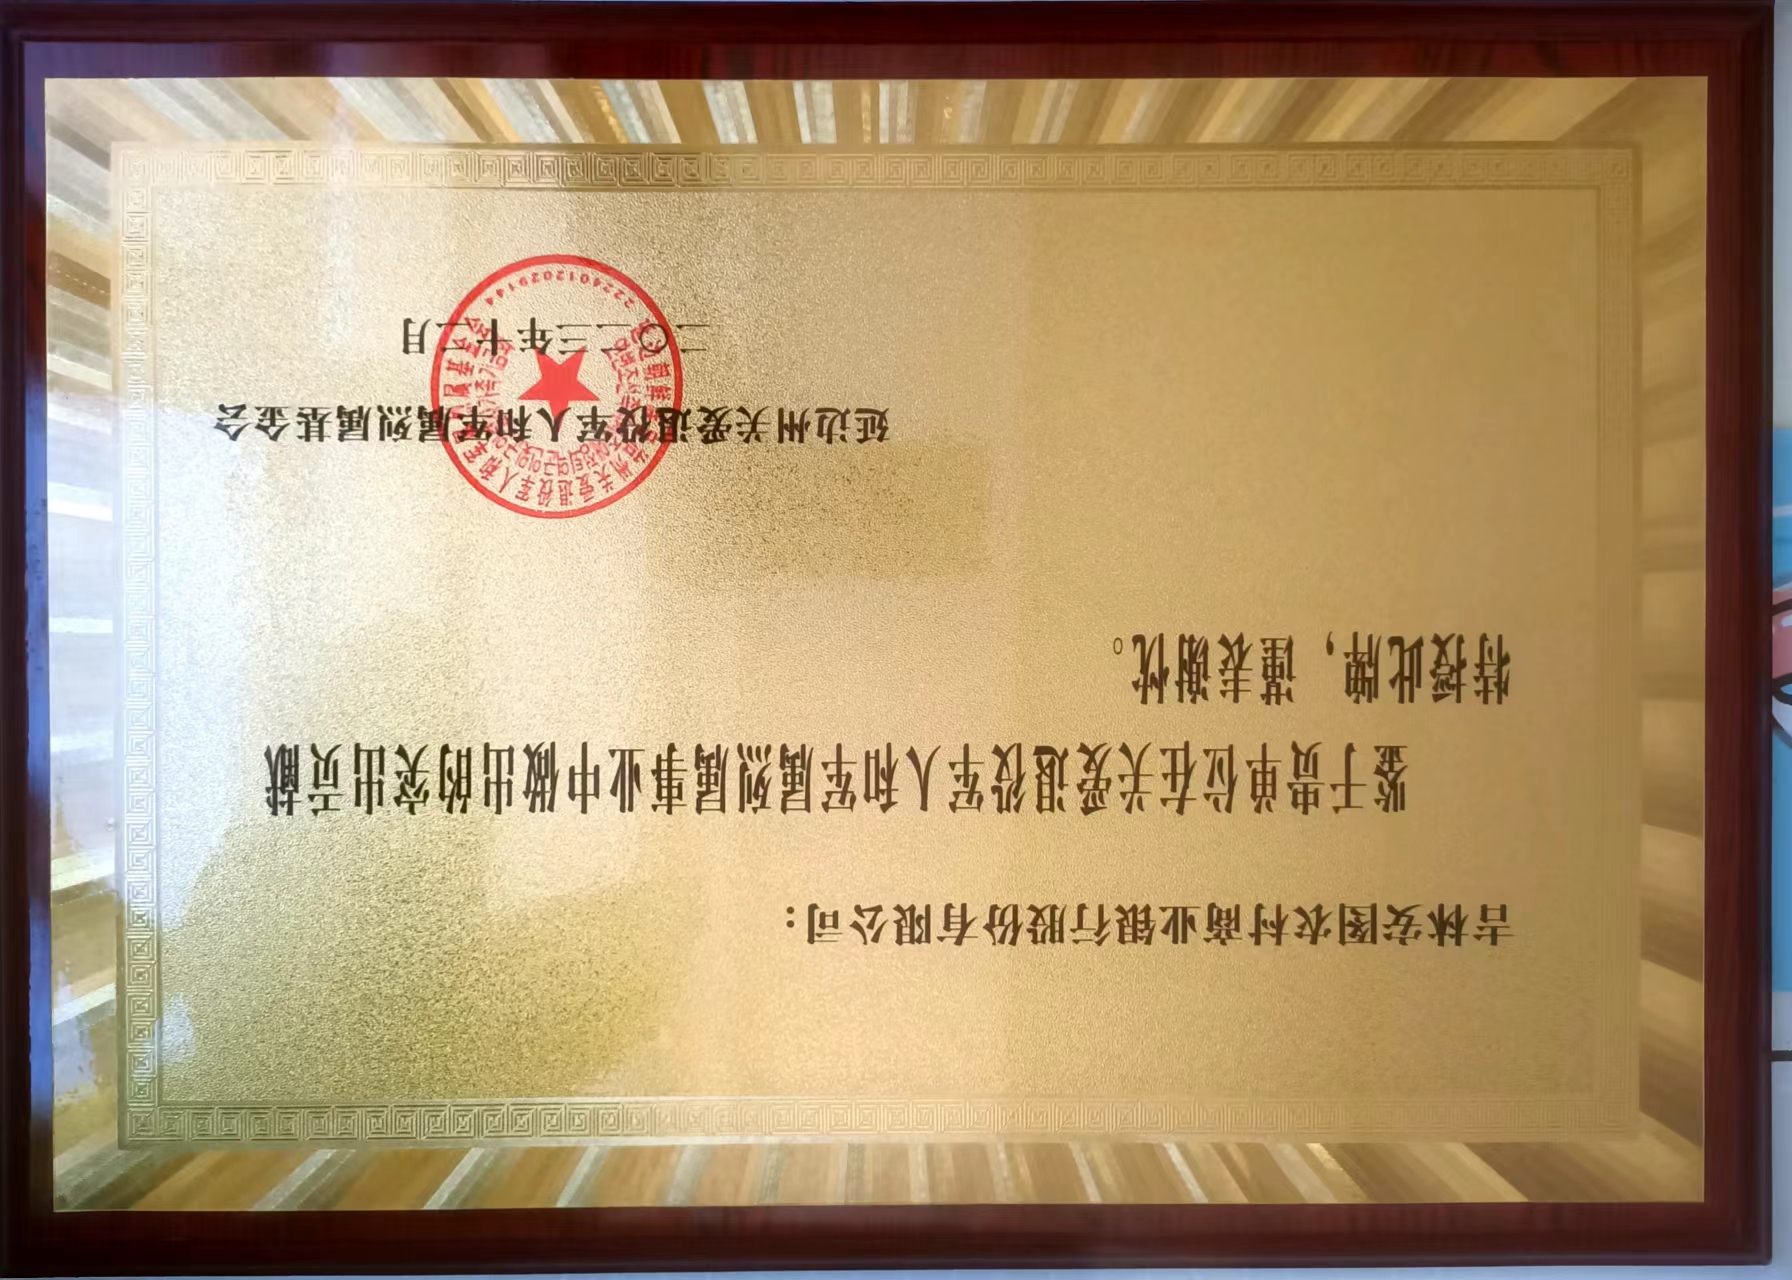 吉林安图农村商业银行股份有限公司：
鉴于贵单位在关爱退役军人和军属烈属事业中做出的突出贡献
特授此牌，谨表谢忱。
延边州关爱退役军人和军属烈属基金会
二〇二三年十二月
2224012029144